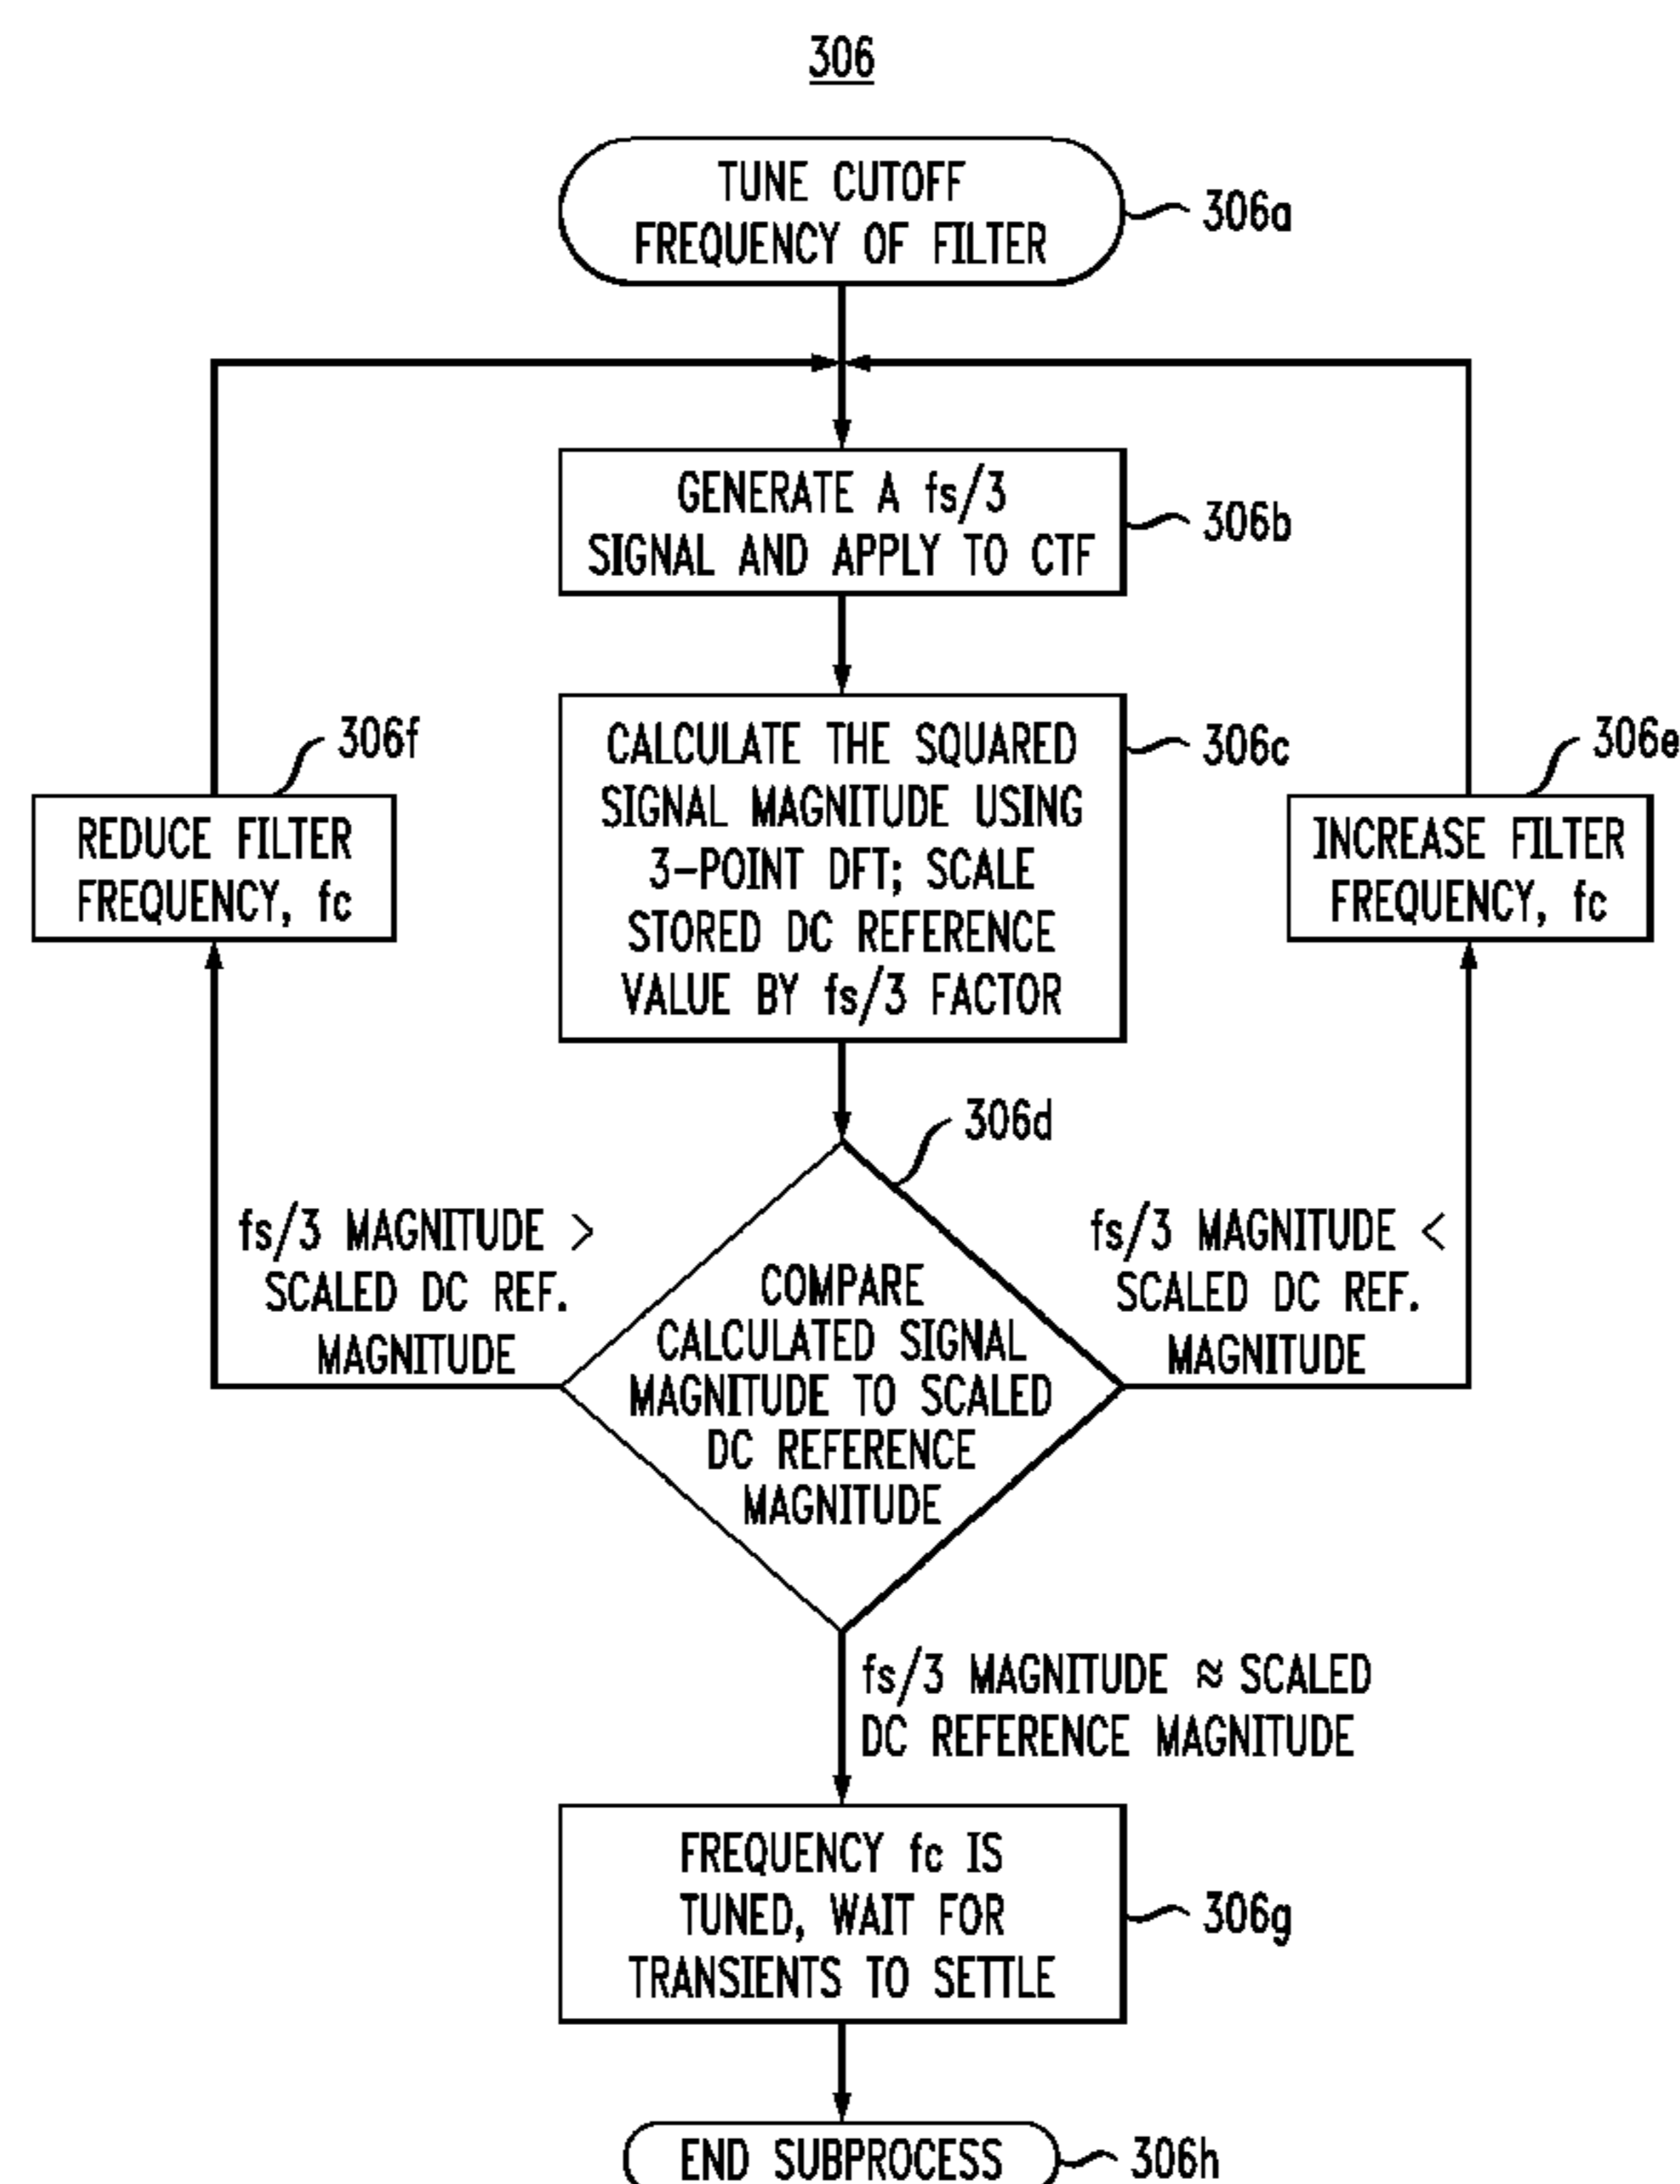 306
TUNE CUTOFF
FREQUENCY OF FILTER
306a
GENERATE A fs/3
SIGNAL AND APPLY TO CTF
306b
CALCULATE THE SQUARED
SIGNAL MAGNITUDE USING
3-POINT DFT; SCALE
STORED DC REFERENCE
VALUE BY fs/3 FACTOR
306c
306f
REDUCE FILTER
FREQUENCY, fc
306e
INCREASE FILTER
FREQUENCY, fc
306d
fs/3 MAGNITUDE >
SCALED DC REF.
MAGNITUDE
COMPARE
CALCULATED SIGNAL
MAGNITUDE TO SCALED
DC REFERENCE
MAGNITUDE
fs/3 MAGNITUDE <
SCALED DC REF.
MAGNITUDE
fs/3 MAGNITUDE ≈ SCALED
DC REFERENCE MAGNITUDE
FREQUENCY fc IS
TUNED, WAIT FOR
TRANSIENTS TO SETTLE
306g
END SUBPROCESS
306h